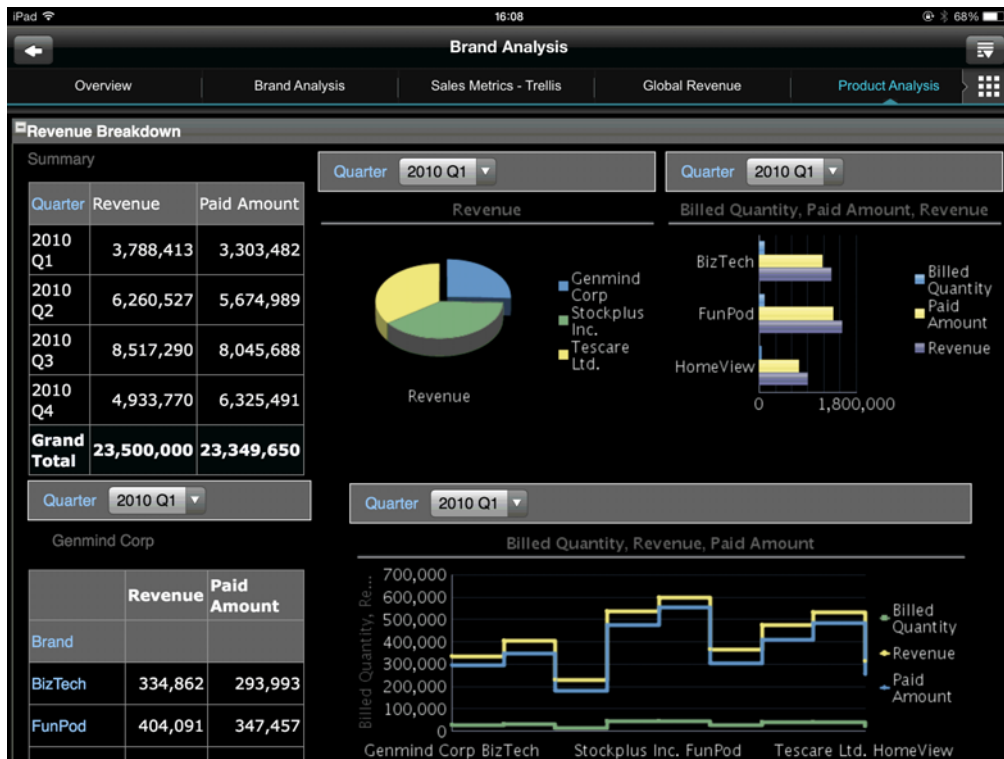 iPad 16:08 68%
Brand Analysis
Overview Brand Analysis Sales Metrics - Trellis Global Revenue Product Analysis
Revenue Breakdown
Summary
Quarter Revenue Paid Amount
2010 Q1 3,788,413 3,303,482
2010 Q2 6,260,527 5,674,989
2010 Q3 8,517,290 8,045,688
2010 Q4 4,933,770 6,325,491
Grand Total 23,500,000 23,349,650
Quarter 2010 Q1
Revenue
Genmind
Corp
Stockplus
Inc.
Tescare
Ltd.
Revenue
Quarter 2010 Q1
Billed Quantity, Paid Amount, Revenue
BizTech
FunPod
HomeView
0 1,800,000
Billed
Quantity
Paid
Amount
Revenue
Quarter 2010 Q1
Genmind Corp
Revenue Paid Amount
Brand
BizTech 334,862 293,993
FunPod 404,091 347,457
Quarter 2010 Q1
Billed Quantity, Revenue, Paid Amount
Billed Quantity, Re...
700,000
600,000
500,000
400,000
300,000
200,000
100,000
0
Genmind Corp BizTech Stockplus Inc. FunPod Tescare Ltd. HomeView
Billed
Quantity
Revenue
Paid
Amount